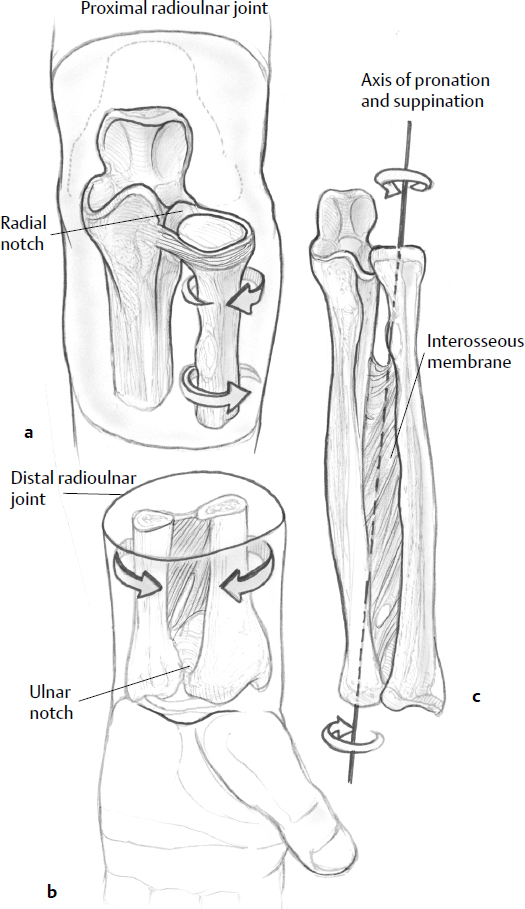 Proximal radioulnar joint
Axis of pronation
and suppination
Radial
notch
Interosseous
membrane
a
Distal radioulnar
joint
Ulnar
notch
c
b